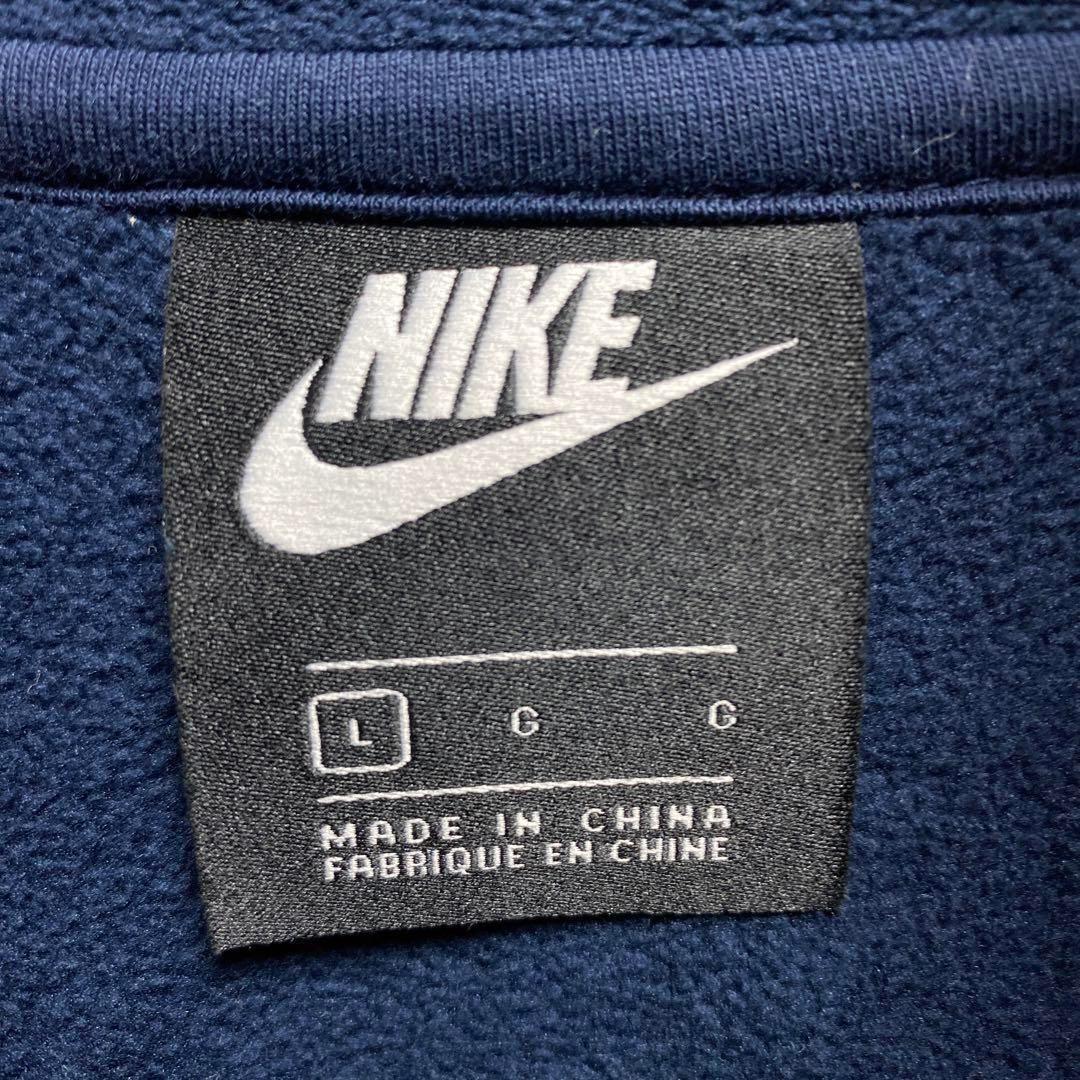 NIKE
L G G
MADE IN CHINA
FABRIQUE EN CHINE